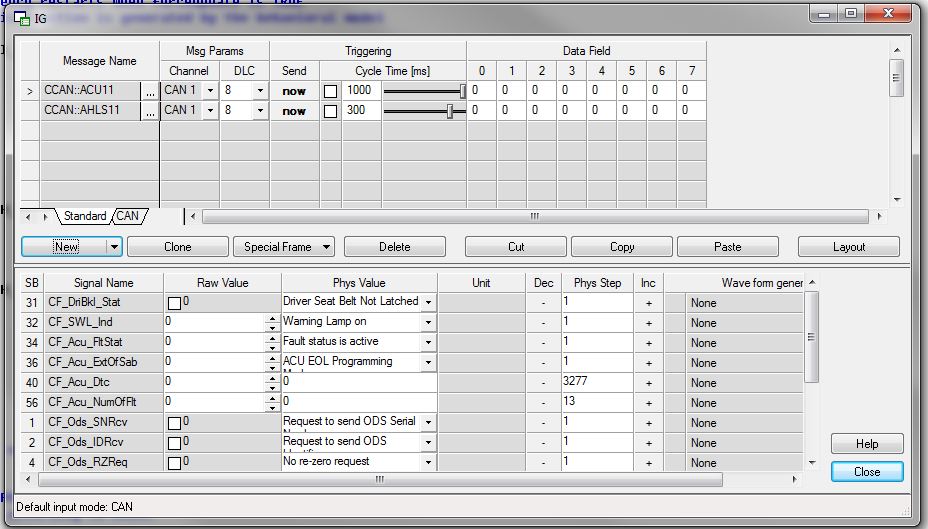 IG
Message Name Msg Params Triggering Data Field
Channel DLC Send Cycle Time [ms] 0 1 2 3 4 5 6 7
> CCAN::ACU11 ... CAN 1 8 now 1000 0 0 0 0 0 0 0 0
CCAN::AHLS11 ... CAN 1 8 now 300 0 0 0 0 0 0 0 0
Standard CAN
New Clone Special Frame Delete Cut Copy Paste Layout
SB Signal Name Raw Value Phys Value Unit Dec Phys Step Inc Wave form gener
31 CF_DriBkl_Stat 0 Driver Seat Belt Not Latched - 1 + None
32 CF_SWL_Ind 0 Warning Lamp on - 1 + None
34 CF_Acu_FltStat 0 Fault status is active - 1 + None
36 CF_Acu_ExtOfSab 0 ACU EOL Programming - 1 + None
40 CF_Acu_Dtc 0 0 - 3277 + None
56 CF_Acu_NumOfFlt 0 0 - 13 + None
1 CF_Ods_SNRcv 0 Request to send ODS Serial - 1 + None
2 CF_Ods_IDRcv 0 Request to send ODS - 1 + None
4 CF_Ods_RZReq 0 No re-zero request - 1 + None
Help
Close
Default input mode: CAN